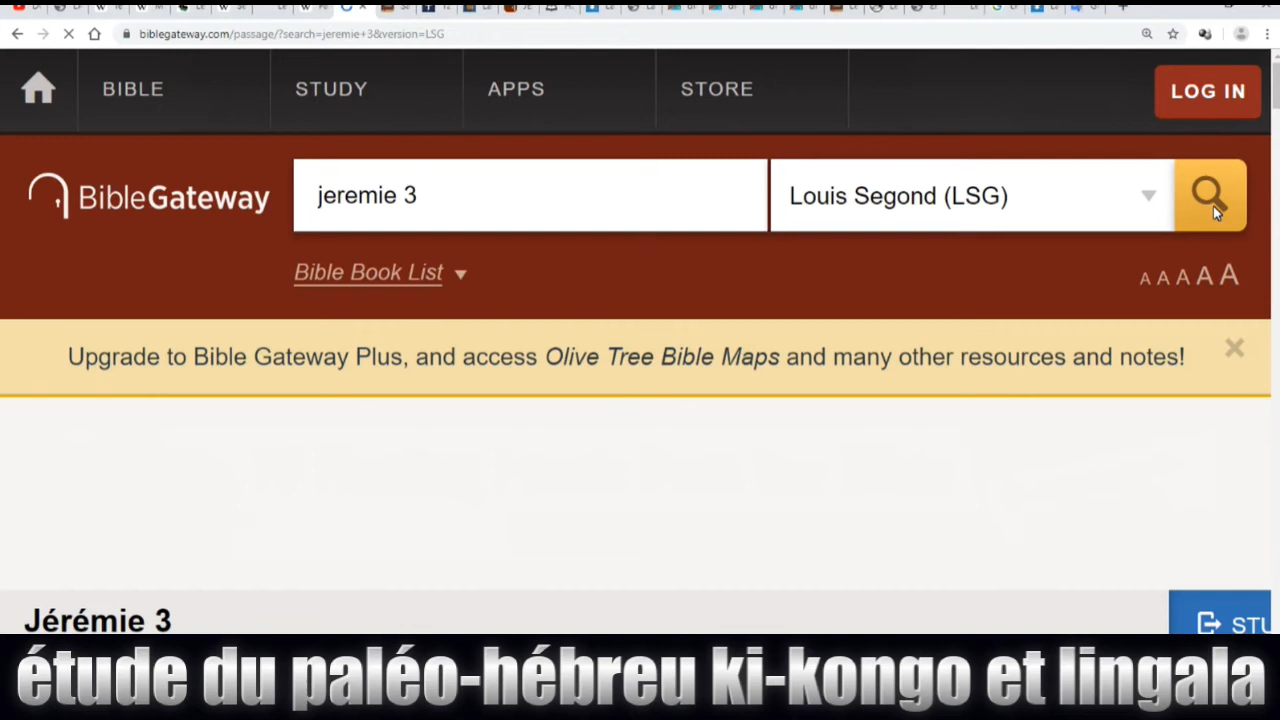 biblegateway.com/passage/?search=jeremie+3&version=LSG
BIBLE STUDY APPS STORE LOG IN
BibleGateway jeremie 3 Louis Segond (LSG)
Bible Book List A A A A A
Upgrade to Bible Gateway Plus, and access Olive Tree Bible Maps and many other resources and notes!
Jérémie 3
STU
étude du paléo-hébreu ki-kongo et lingala